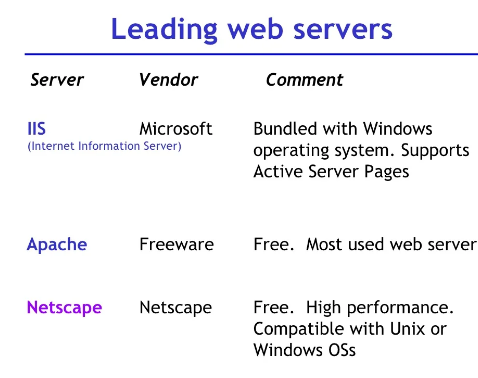 Leading web servers
Server Vendor Comment
IIS Microsoft Bundled with Windows
(Internet Information Server) operating system. Supports
Active Server Pages
Apache Freeware Free. Most used web server
Netscape Netscape Free. High performance.
Compatible with Unix or
Windows OSs